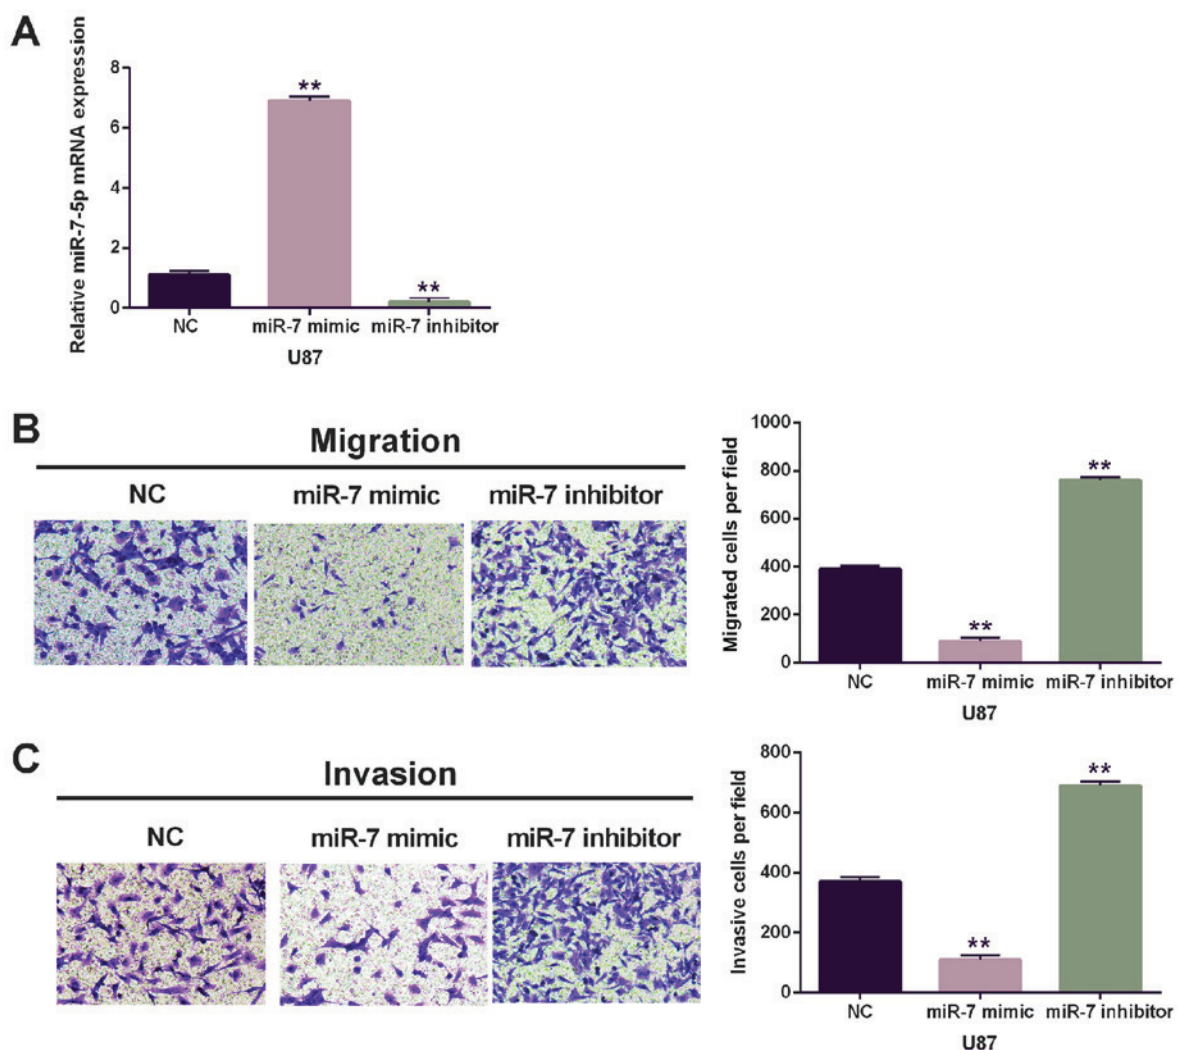 A
Relative miR-7-5p mRNA expression
8
6
4
2
0
**
**
NC miR-7 mimic miR-7 inhibitor
U87
B
Migration
NC miR-7 mimic miR-7 inhibitor
Migrated cells per field
1000
800
600
400
200
0
**
**
NC miR-7 mimic miR-7 inhibitor
U87
C
Invasion
NC miR-7 mimic miR-7 inhibitor
Invasive cells per field
800
600
400
200
0
**
**
NC miR-7 mimic miR-7 inhibitor
U87